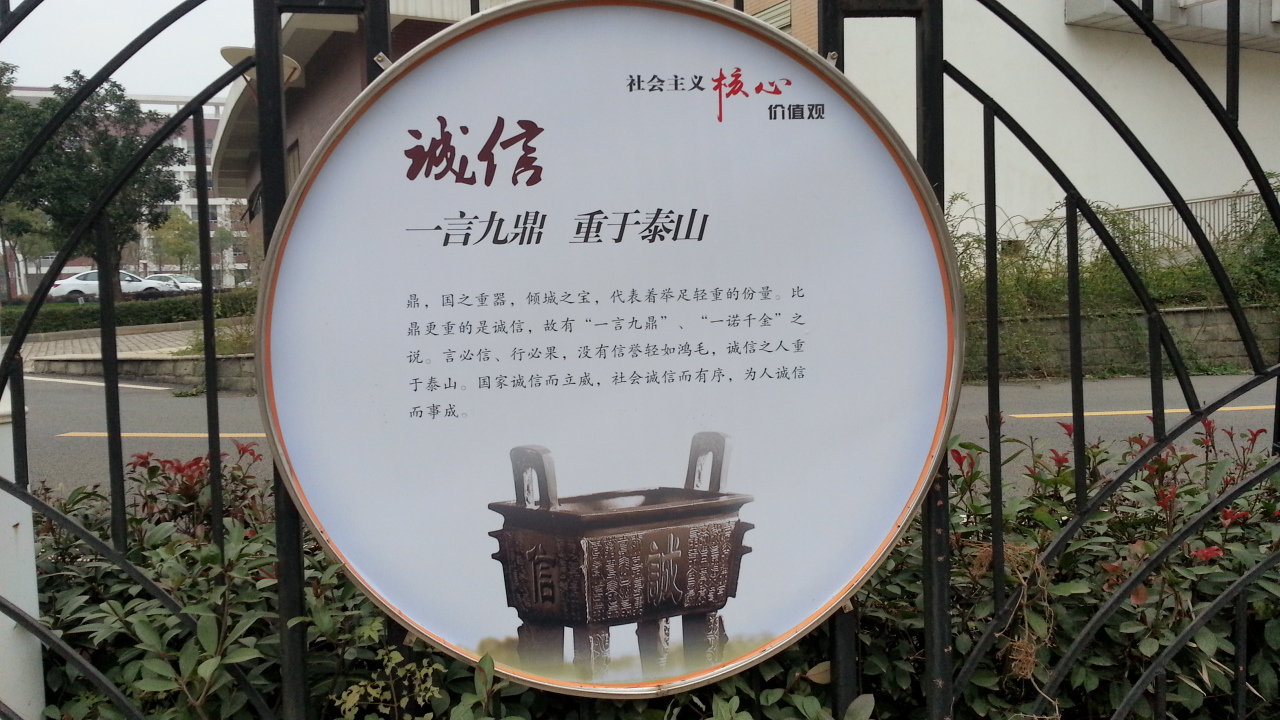 社会主义核心
价值观
诚信
一言九鼎 重于泰山
鼎，国之重器，倾城之宝，代表着举足轻重的份量。比
鼎更重的是诚信，故有“一言九鼎”、“一诺千金”之
说。言必信、行必果，没有信誉轻如鸿毛，诚信之人重
于泰山。国家诚信而立威，社会诚信而有序，为人诚信
而事成。
信 誠